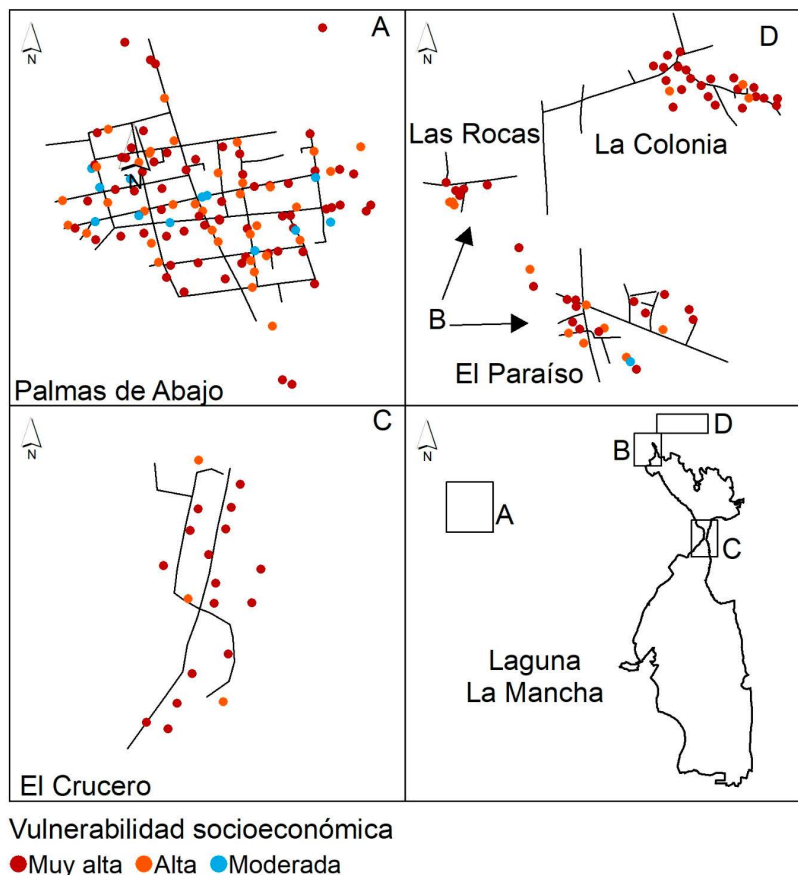 A
N
N
Palmas de Abajo
D
N
Las Rocas
La Colonia
B
El Paraíso
C
N
El Crucero
N
D
B
A
C
Laguna
La Mancha
Vulnerabilidad socioeconómica
Muy alta Alta Moderada